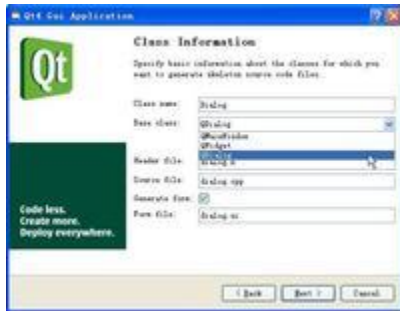 Qt4 Gui Application
Qt
Class Information
Specify basic information about the classes for which you
want to generate skeleton source code files.
Class name: Dialog
Base class: QDialog
QMainWindow
QWidget
QDialog
Header file: dialog.h
Source file: dialog.cpp
Generate form:
Form file: dialog.ui
Code less.
Create more.
Deploy everywhere.
< Back Next > Cancel